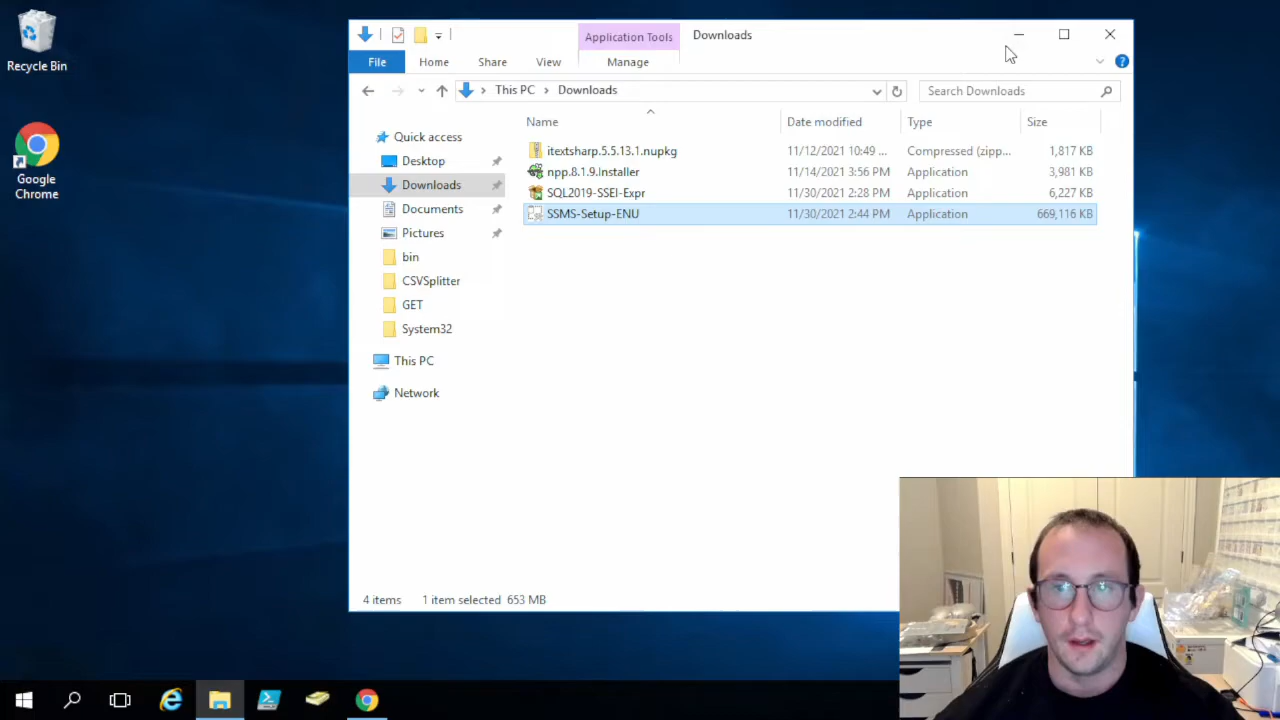 Recycle Bin
Google
Chrome
Application Tools
Downloads
File
Home
Share
View
Manage
This PC
Downloads
Search Downloads
Name
Date modified
Type
Size
itextsharp.5.5.13.1.nupkg
11/12/2021 10:49 ...
Compressed (zipp...
1,817 KB
npp.8.1.9.Installer
11/14/2021 3:56 PM
Application
3,981 KB
SQL2019-SSEI-Expr
11/30/2021 2:28 PM
Application
6,227 KB
SSMS-Setup-ENU
11/30/2021 2:44 PM
Application
669,116 KB
Quick access
Desktop
Downloads
Documents
Pictures
bin
CSVSplitter
GET
System32
This PC
Network
4 items
1 item selected 653 MB